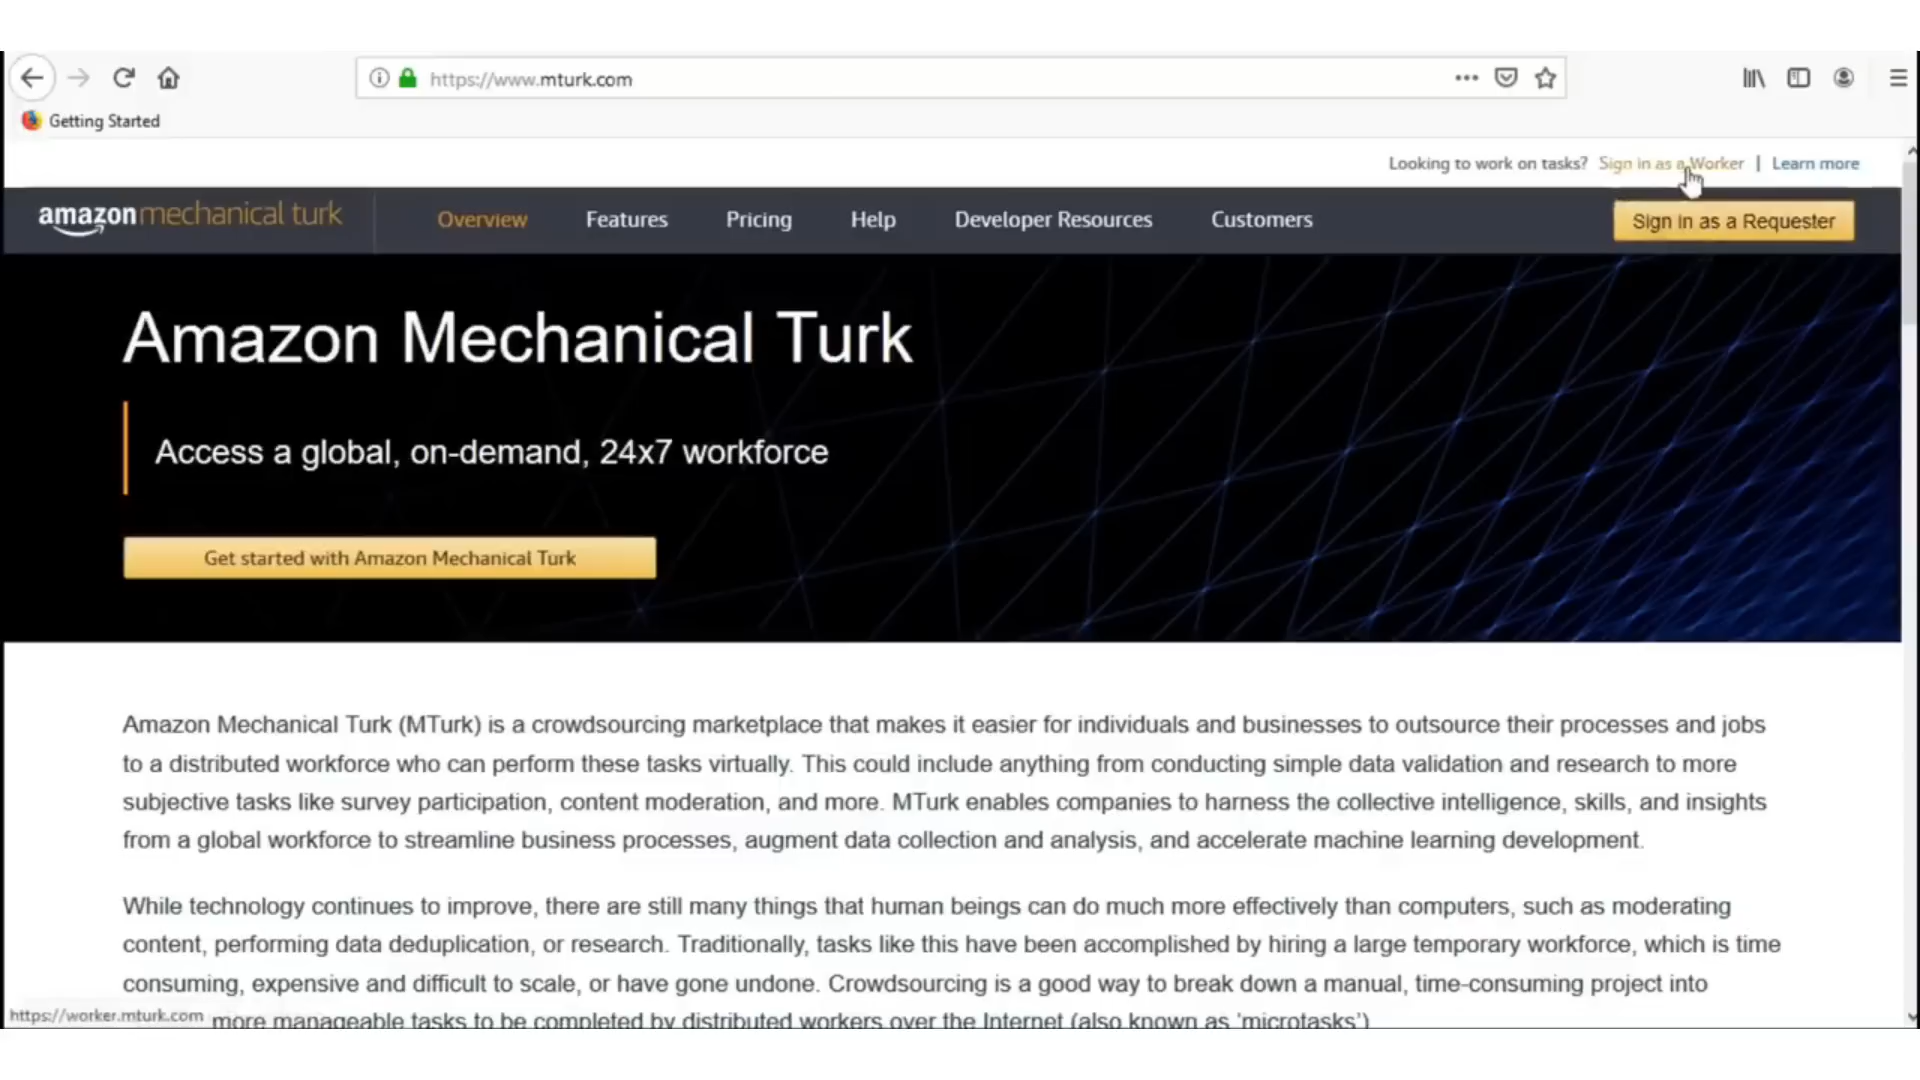 https://www.mturk.com
Getting Started
Looking to work on tasks? Sign in as a Worker | Learn more
amazon mechanical turk Overview Features Pricing Help Developer Resources Customers Sign in as a Requester
Amazon Mechanical Turk
Access a global, on-demand, 24x7 workforce
Get started with Amazon Mechanical Turk
Amazon Mechanical Turk (MTurk) is a crowdsourcing marketplace that makes it easier for individuals and businesses to outsource their processes and jobs
to a distributed workforce who can perform these tasks virtually. This could include anything from conducting simple data validation and research to more
subjective tasks like survey participation, content moderation, and more. MTurk enables companies to harness the collective intelligence, skills, and insights
from a global workforce to streamline business processes, augment data collection and analysis, and accelerate machine learning development.
While technology continues to improve, there are still many things that human beings can do much more effectively than computers, such as moderating
content, performing data deduplication, or research. Traditionally, tasks like this have been accomplished by hiring a large temporary workforce, which is time
consuming, expensive and difficult to scale, or have gone undone. Crowdsourcing is a good way to break down a manual, time-consuming project into
more manageable tasks to be completed by distributed workers over the Internet (also known as 'microtasks')
https://worker.mturk.com